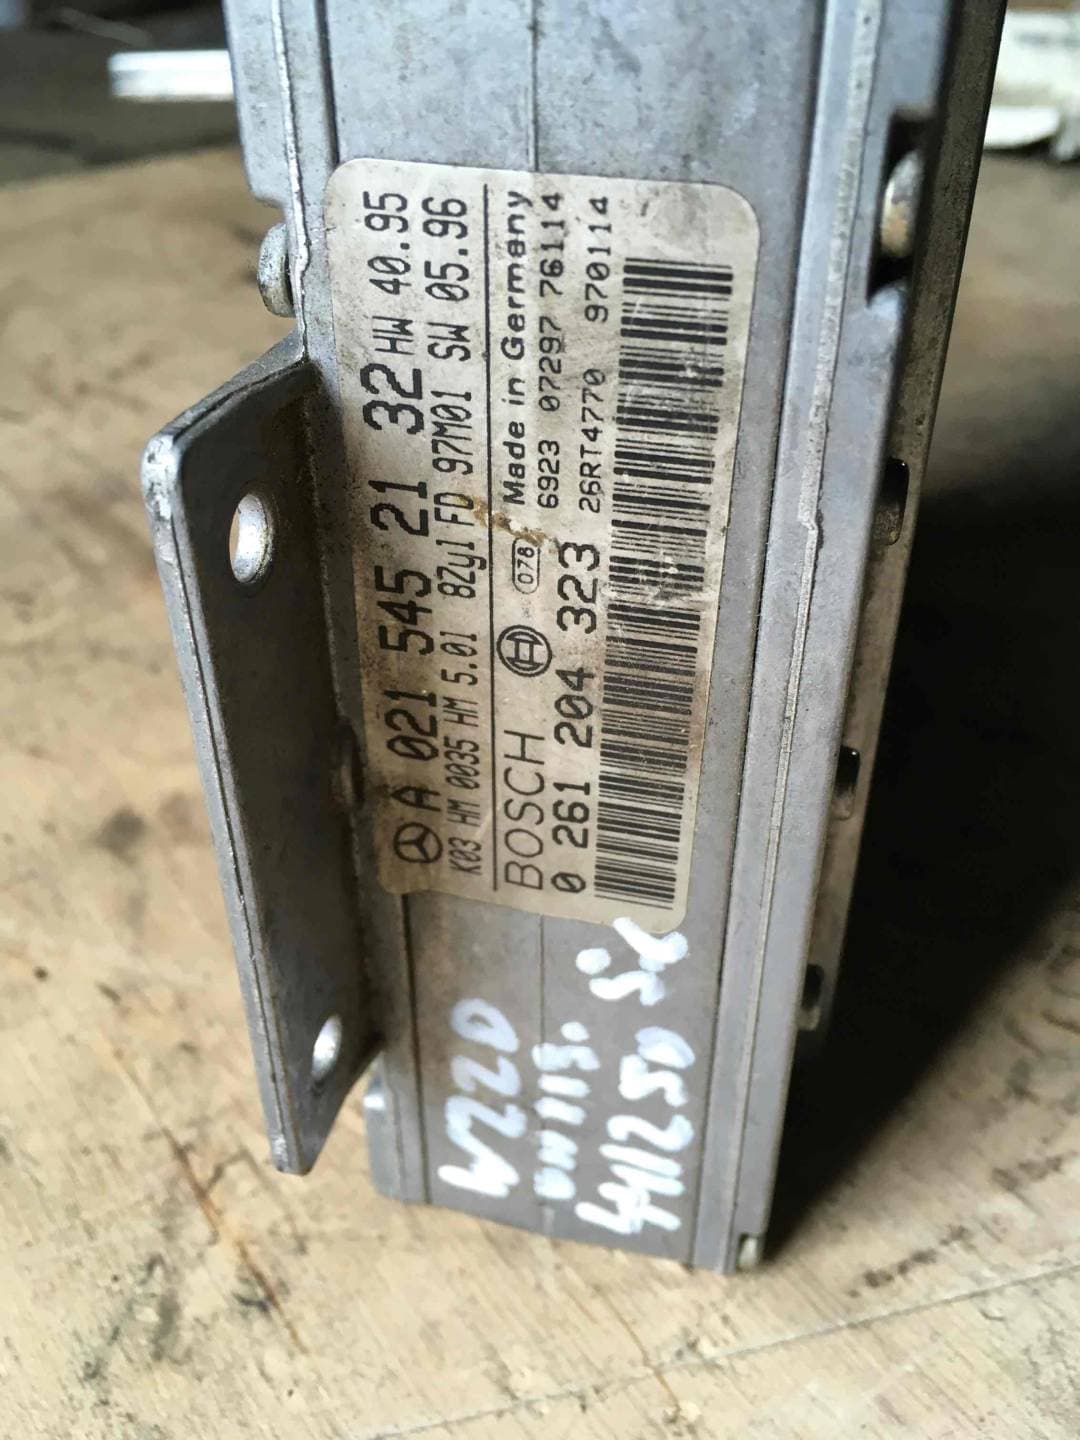 A 021 545 21 32 HW 40.95
K03 HM 0035 HM 5.01 8Zyl FD 97M01 SW 05.96
BOSCH 078 Made in Germany
6923 07297 76114
0 261 204 323
26RT4770 970114
W220